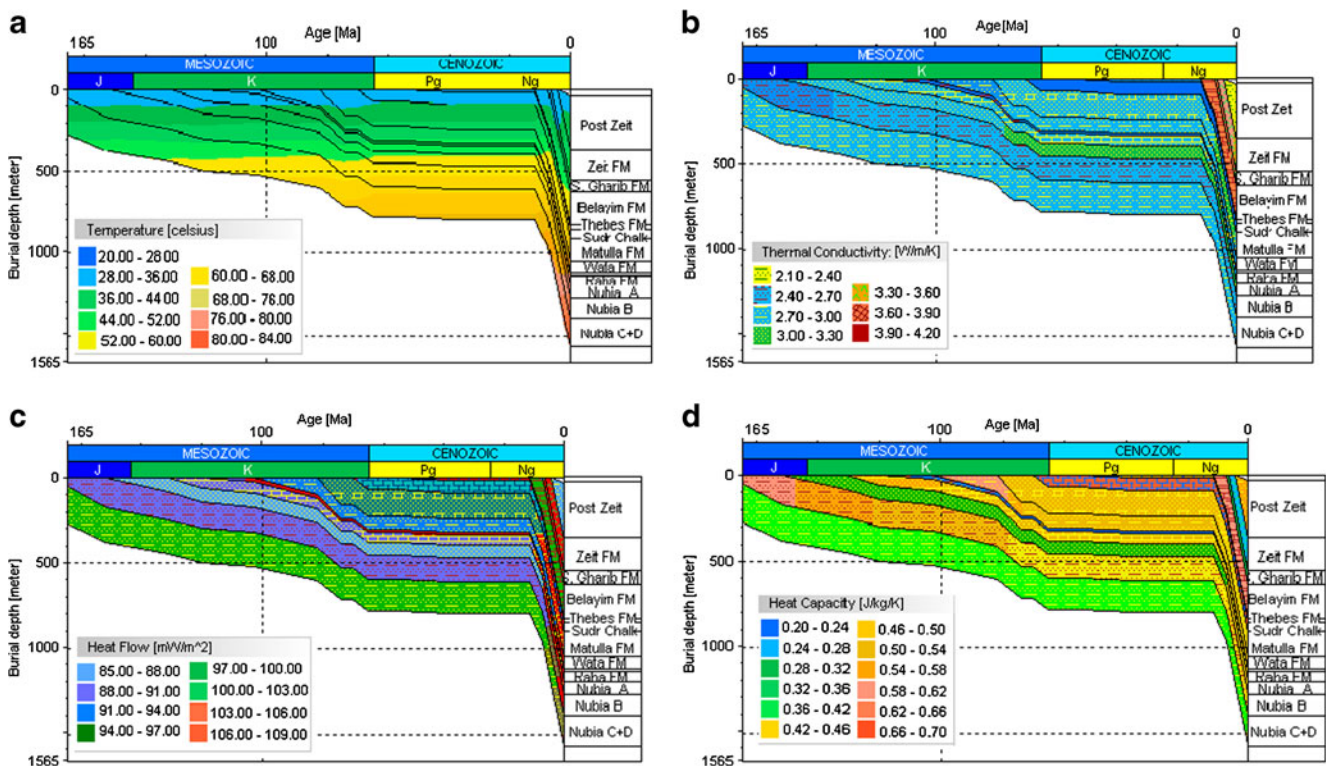 a
Age [Ma]
165 100 0
MESOZOIC CENOZOIC
J K Pg Ng
Burial depth [meter]
0
500
1000
1565
Post Zeit
Zeit FM
S. Gharib FM
Belayim FM
Thebes FM
Sudr Chalk
Matulla FM
Wata FM
Raha FM
Nubia A
Nubia B
Nubia C+D
Temperature [celsius]
20.00 - 28.00
28.00 - 36.00
36.00 - 44.00
44.00 - 52.00
52.00 - 60.00
60.00 - 68.00
68.00 - 76.00
76.00 - 80.00
80.00 - 84.00
b
Age [Ma]
165 100 0
MESOZOIC CENOZOIC
J K Pg Ng
Burial depth [meter]
0
500
1000
1565
Post Zeit
Zeit FM
S. Gharib FM
Belayim FM
Thebes FM
Sudr Chalk
Matulla FM
Wata FM
Raha FM
Nubia A
Nubia B
Nubia C+D
Thermal Conductivity: [W/m/K]
2.10 - 2.40
2.40 - 2.70
2.70 - 3.00
3.00 - 3.30
3.30 - 3.60
3.60 - 3.90
3.90 - 4.20
c
Age [Ma]
165 100 0
MESOZOIC CENOZOIC
J K Pg Ng
Burial depth [meter]
0
500
1000
1565
Post Zeit
Zeit FM
S. Gharib FM
Belayim FM
Thebes FM
Sudr Chalk
Matulla FM
Wata FM
Raha FM
Nubia A
Nubia B
Nubia C+D
Heat Flow [mW/m^2]
85.00 - 88.00
88.00 - 91.00
91.00 - 94.00
94.00 - 97.00
97.00 - 100.00
100.00 - 103.00
103.00 - 106.00
106.00 - 109.00
d
Age [Ma]
165 100 0
MESOZOIC CENOZOIC
J K Pg Ng
Burial depth [meter]
0
500
1000
1565
Post Zeit
Zeit FM
S. Gharib FM
Belayim FM
Thebes FM
Sudr Chalk
Matulla FM
Wata FM
Raha FM
Nubia A
Nubia B
Nubia C+D
Heat Capacity [J/kg/K]
0.20 - 0.24
0.24 - 0.28
0.28 - 0.32
0.32 - 0.36
0.36 - 0.42
0.42 - 0.46
0.46 - 0.50
0.50 - 0.54
0.54 - 0.58
0.58 - 0.62
0.62 - 0.66
0.66 - 0.70